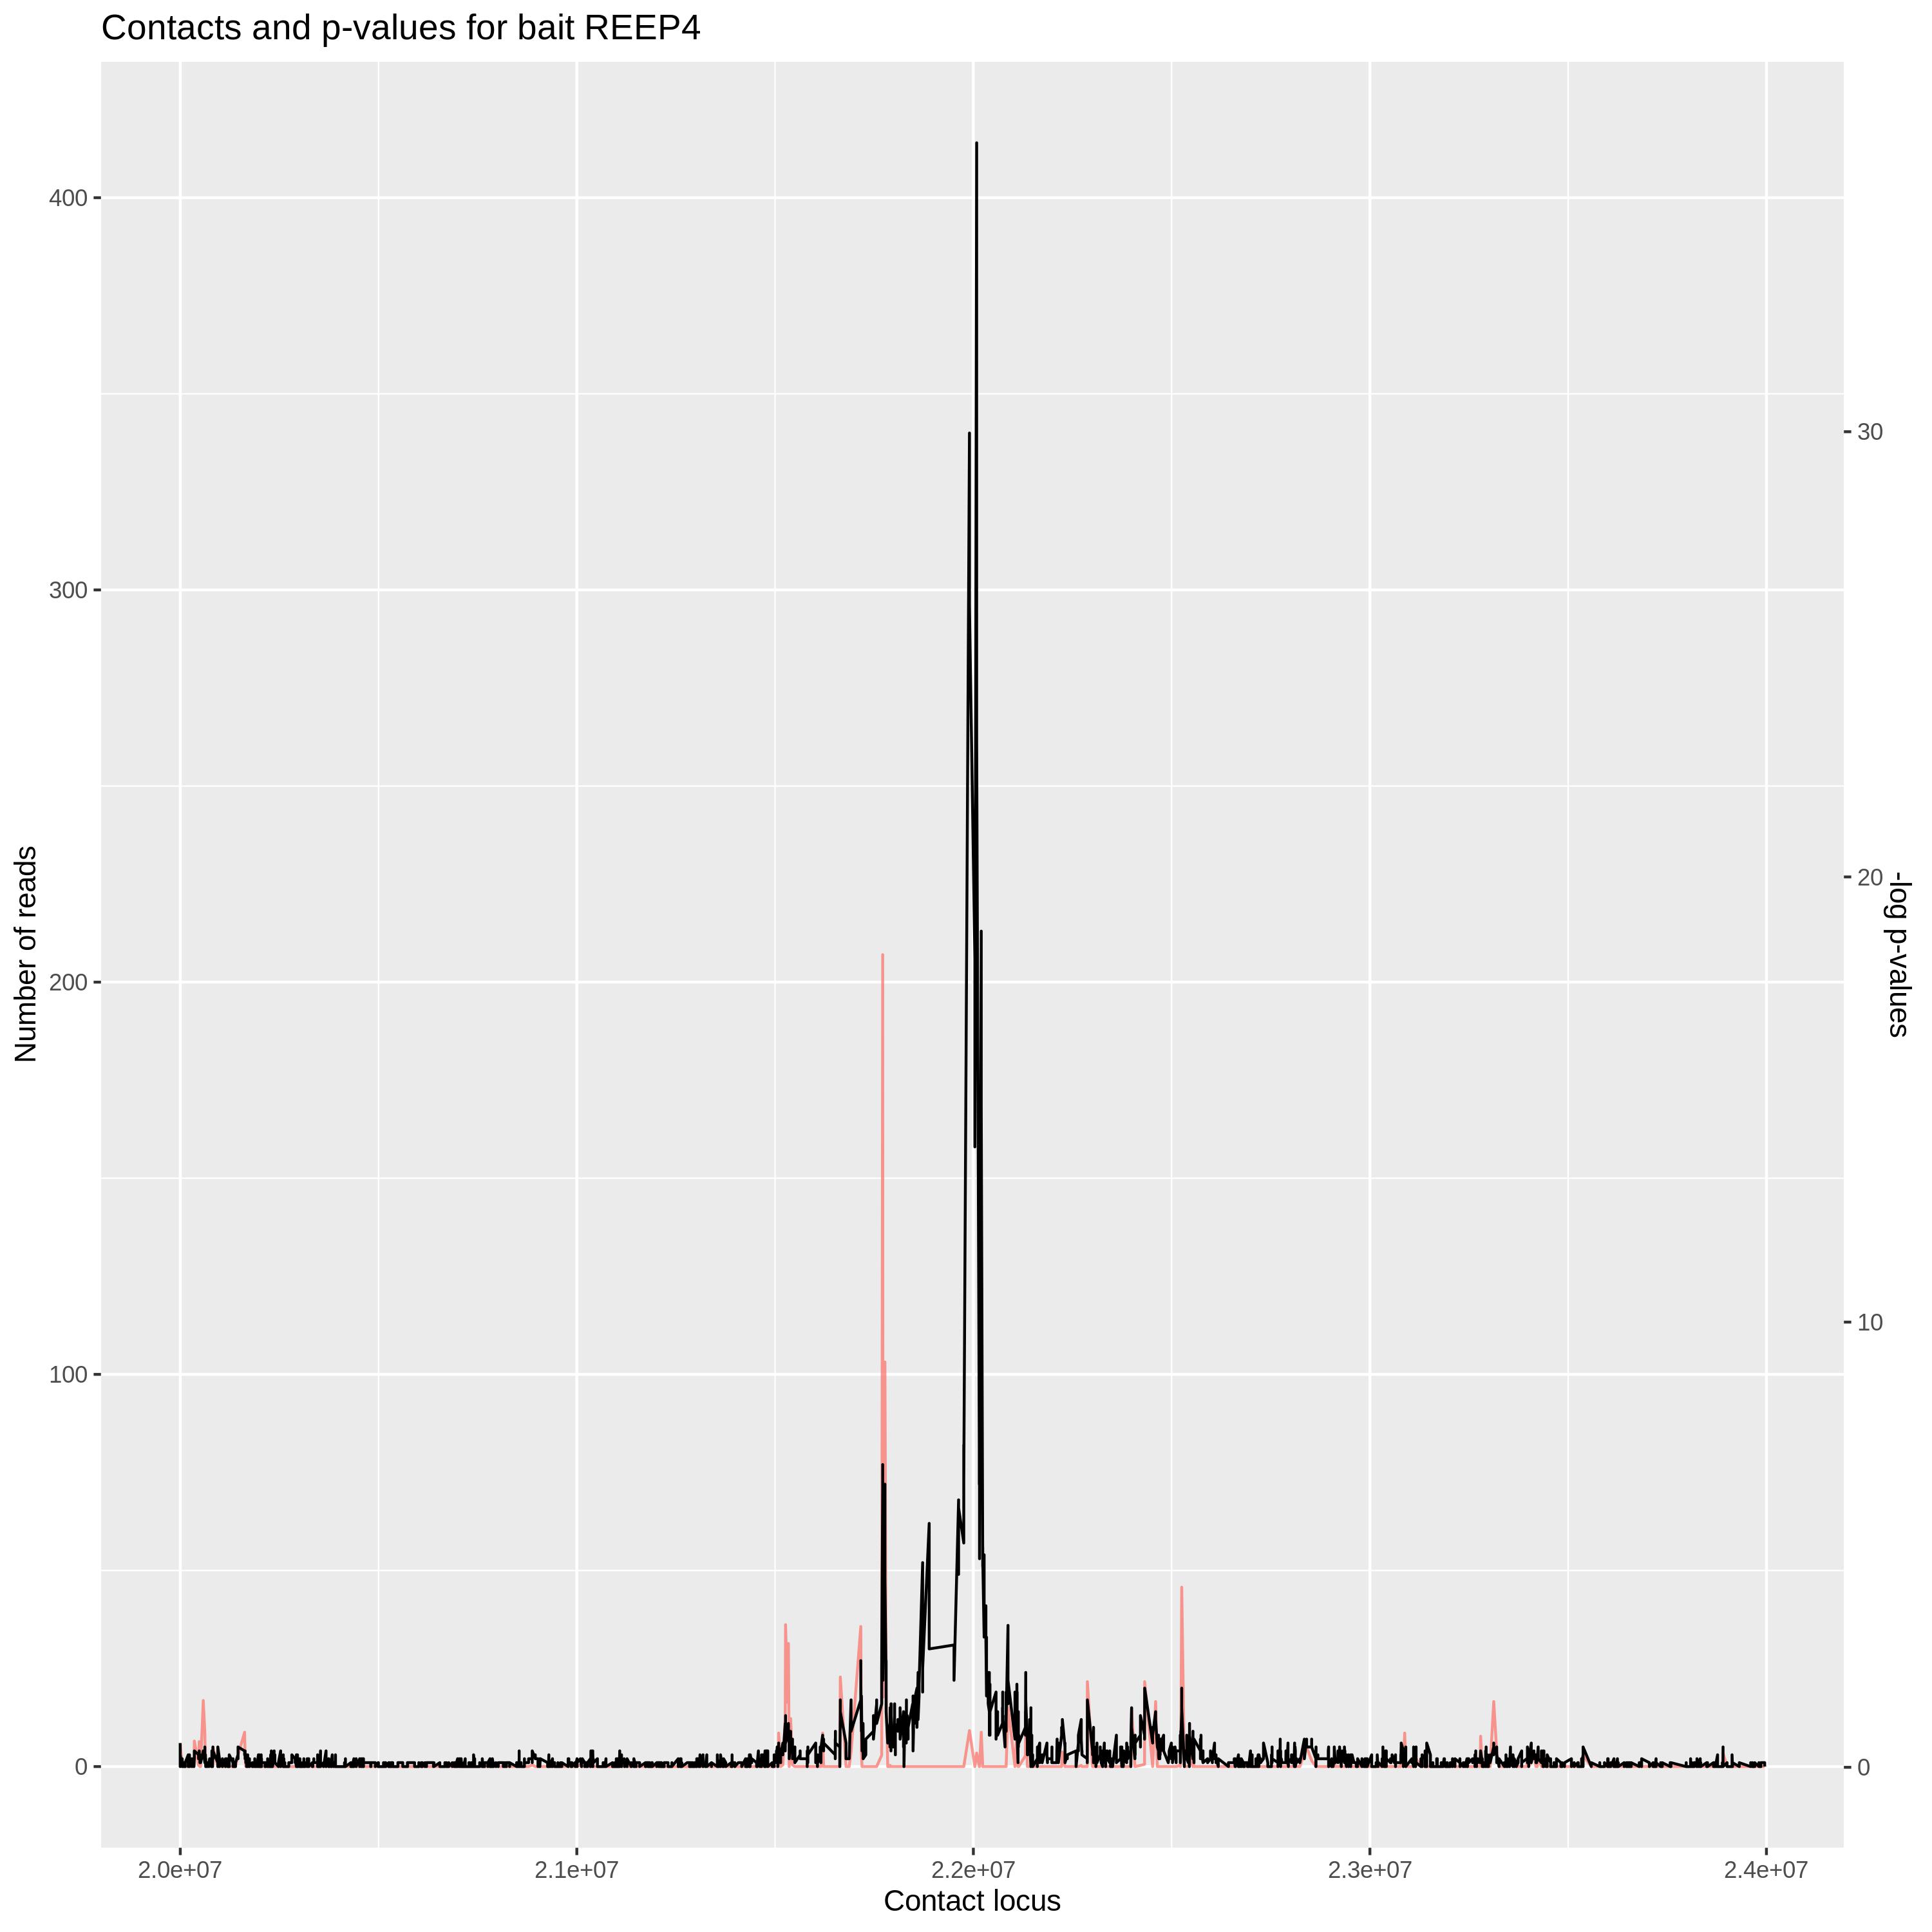 Contacts and p-values for bait REEP4
400
300
200
100
0
Number of reads
30
20
10
0
-log p-values
2.0e+07
2.1e+07
2.2e+07
2.3e+07
2.4e+07
Contact locus